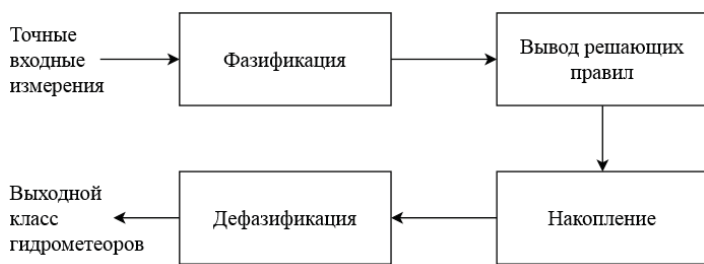 Точные
входные
измерения
Фазификация
Вывод решающих
правил
Накопление
Дефазификация
Выходной
класс
гидрометеоров